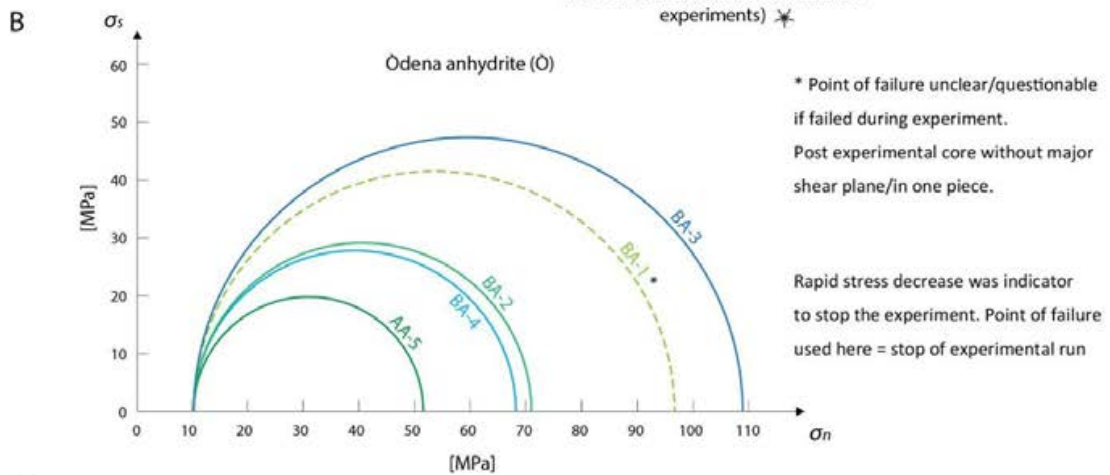 B
experiments)
σs
Òdena anhydrite (Ò)
60
50
40
30
20
10
0
[MPa]
BA-3
BA-1 *
BA-2
BA-4
AA-5
0 10 20 30 40 50 60 70 80 90 100 110
σn
[MPa]
* Point of failure unclear/questionable
if failed during experiment.
Post experimental core without major
shear plane/in one piece.
Rapid stress decrease was indicator
to stop the experiment. Point of failure
used here = stop of experimental run